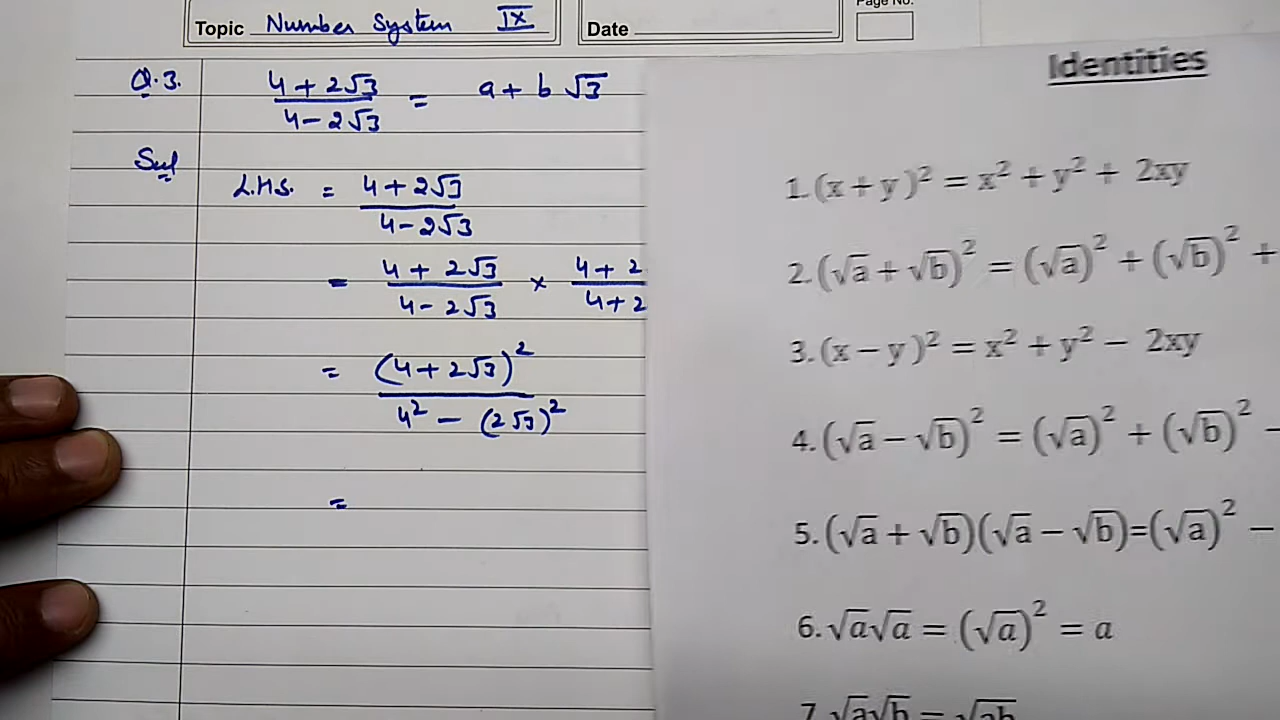 Page No.
Topic Number System IX
Date
Q.3. (4 + 2√3)/(4 - 2√3) = a + b√3
Sol
L.H.S. = (4 + 2√3)/(4 - 2√3)
= (4 + 2√3)/(4 - 2√3) × (4 + 2)/(4 + 2)
= (4 + 2√3)²/(4² - (2√3)²)
=
Identities
1. (x + y)² = x² + y² + 2xy
2. (√a + √b)² = (√a)² + (√b)² +
3. (x − y)² = x² + y² − 2xy
4. (√a − √b)² = (√a)² + (√b)² −
5. (√a + √b)(√a − √b)=(√a)² −
6. √a√a = (√a)² = a
7. √a√b = √ab